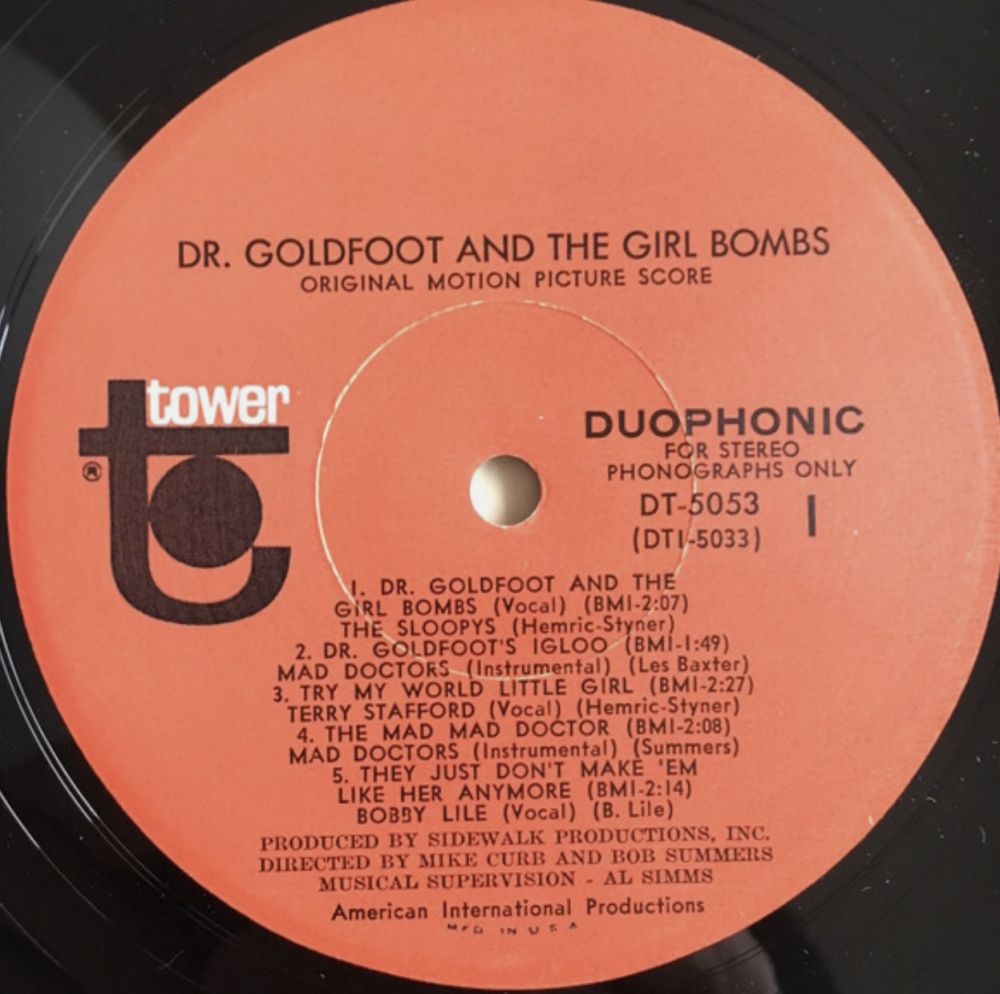 DR. GOLDFOOT AND THE GIRL BOMBS
ORIGINAL MOTION PICTURE SCORE
tower
®
DUOPHONIC
FOR STEREO
PHONOGRAPHS ONLY
DT-5053
I
(DT1-5033)
1. DR. GOLDFOOT AND THE
GIRL BOMBS (Vocal) (BMI-2:07)
THE SLOOPYS (Hemric-Styner)
2. DR. GOLDFOOT'S IGLOO (BMI-1:49)
MAD DOCTORS (Instrumental) (Les Baxter)
3. TRY MY WORLD LITTLE GIRL (BMI-2:27)
TERRY STAFFORD (Vocal) (Hemric-Styner)
4. THE MAD MAD DOCTOR (BMI-2:08)
MAD DOCTORS (Instrumental) (Summers)
5. THEY JUST DON'T MAKE 'EM
LIKE HER ANYMORE (BMI-2:14)
BOBBY LILE (Vocal) (B. Lile)
PRODUCED BY SIDEWALK PRODUCTIONS, INC.
DIRECTED BY MIKE CURB AND BOB SUMMERS
MUSICAL SUPERVISION - AL SIMMS
American International Productions
MFD IN U S A